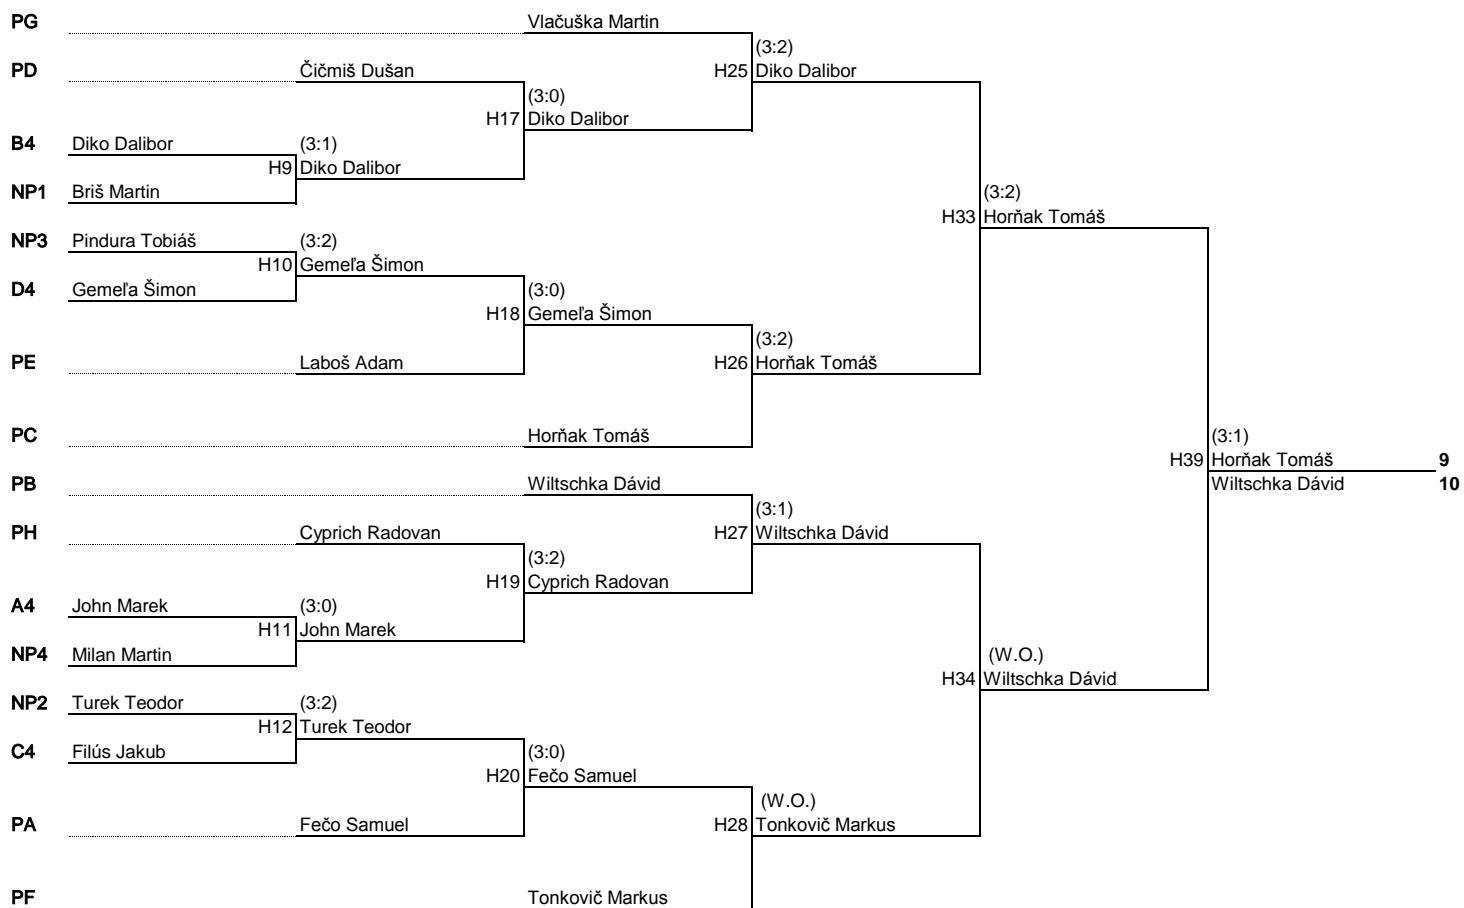 PG Vlačuška Martin
(3:2)
PD Čičmiš Dušan H25 Diko Dalibor
(3:0)
H17 Diko Dalibor
B4 Diko Dalibor (3:1)
H9 Diko Dalibor
NP1 Briš Martin (3:2)
H33 Horňak Tomáš
NP3 Pindura Tobiáš (3:2)
H10 Gemeľa Šimon
D4 Gemeľa Šimon (3:0)
H18 Gemeľa Šimon
(3:2)
PE Laboš Adam H26 Horňak Tomáš
PC Horňak Tomáš (3:1)
H39 Horňak Tomáš 9
PB Wiltschka Dávid Wiltschka Dávid 10
(3:1)
PH Cyprich Radovan H27 Wiltschka Dávid
(3:2)
H19 Cyprich Radovan
A4 John Marek (3:0)
H11 John Marek
NP4 Milan Martin (W.O.)
H34 Wiltschka Dávid
NP2 Turek Teodor (3:2)
H12 Turek Teodor
C4 Filús Jakub (3:0)
H20 Fečo Samuel
(W.O.)
PA Fečo Samuel H28 Tonkovič Markus
PF Tonkovič Markus